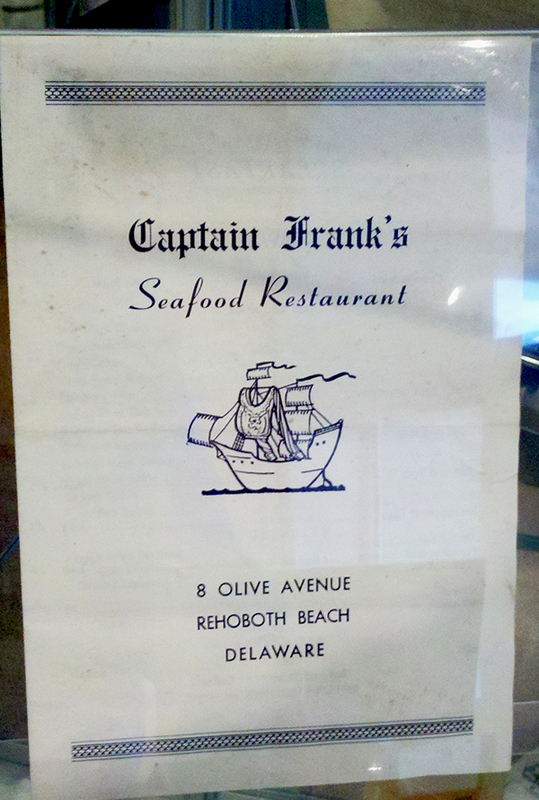 Captain Frank's
Seafood Restaurant
8 OLIVE AVENUE
REHOBOTH BEACH
DELAWARE